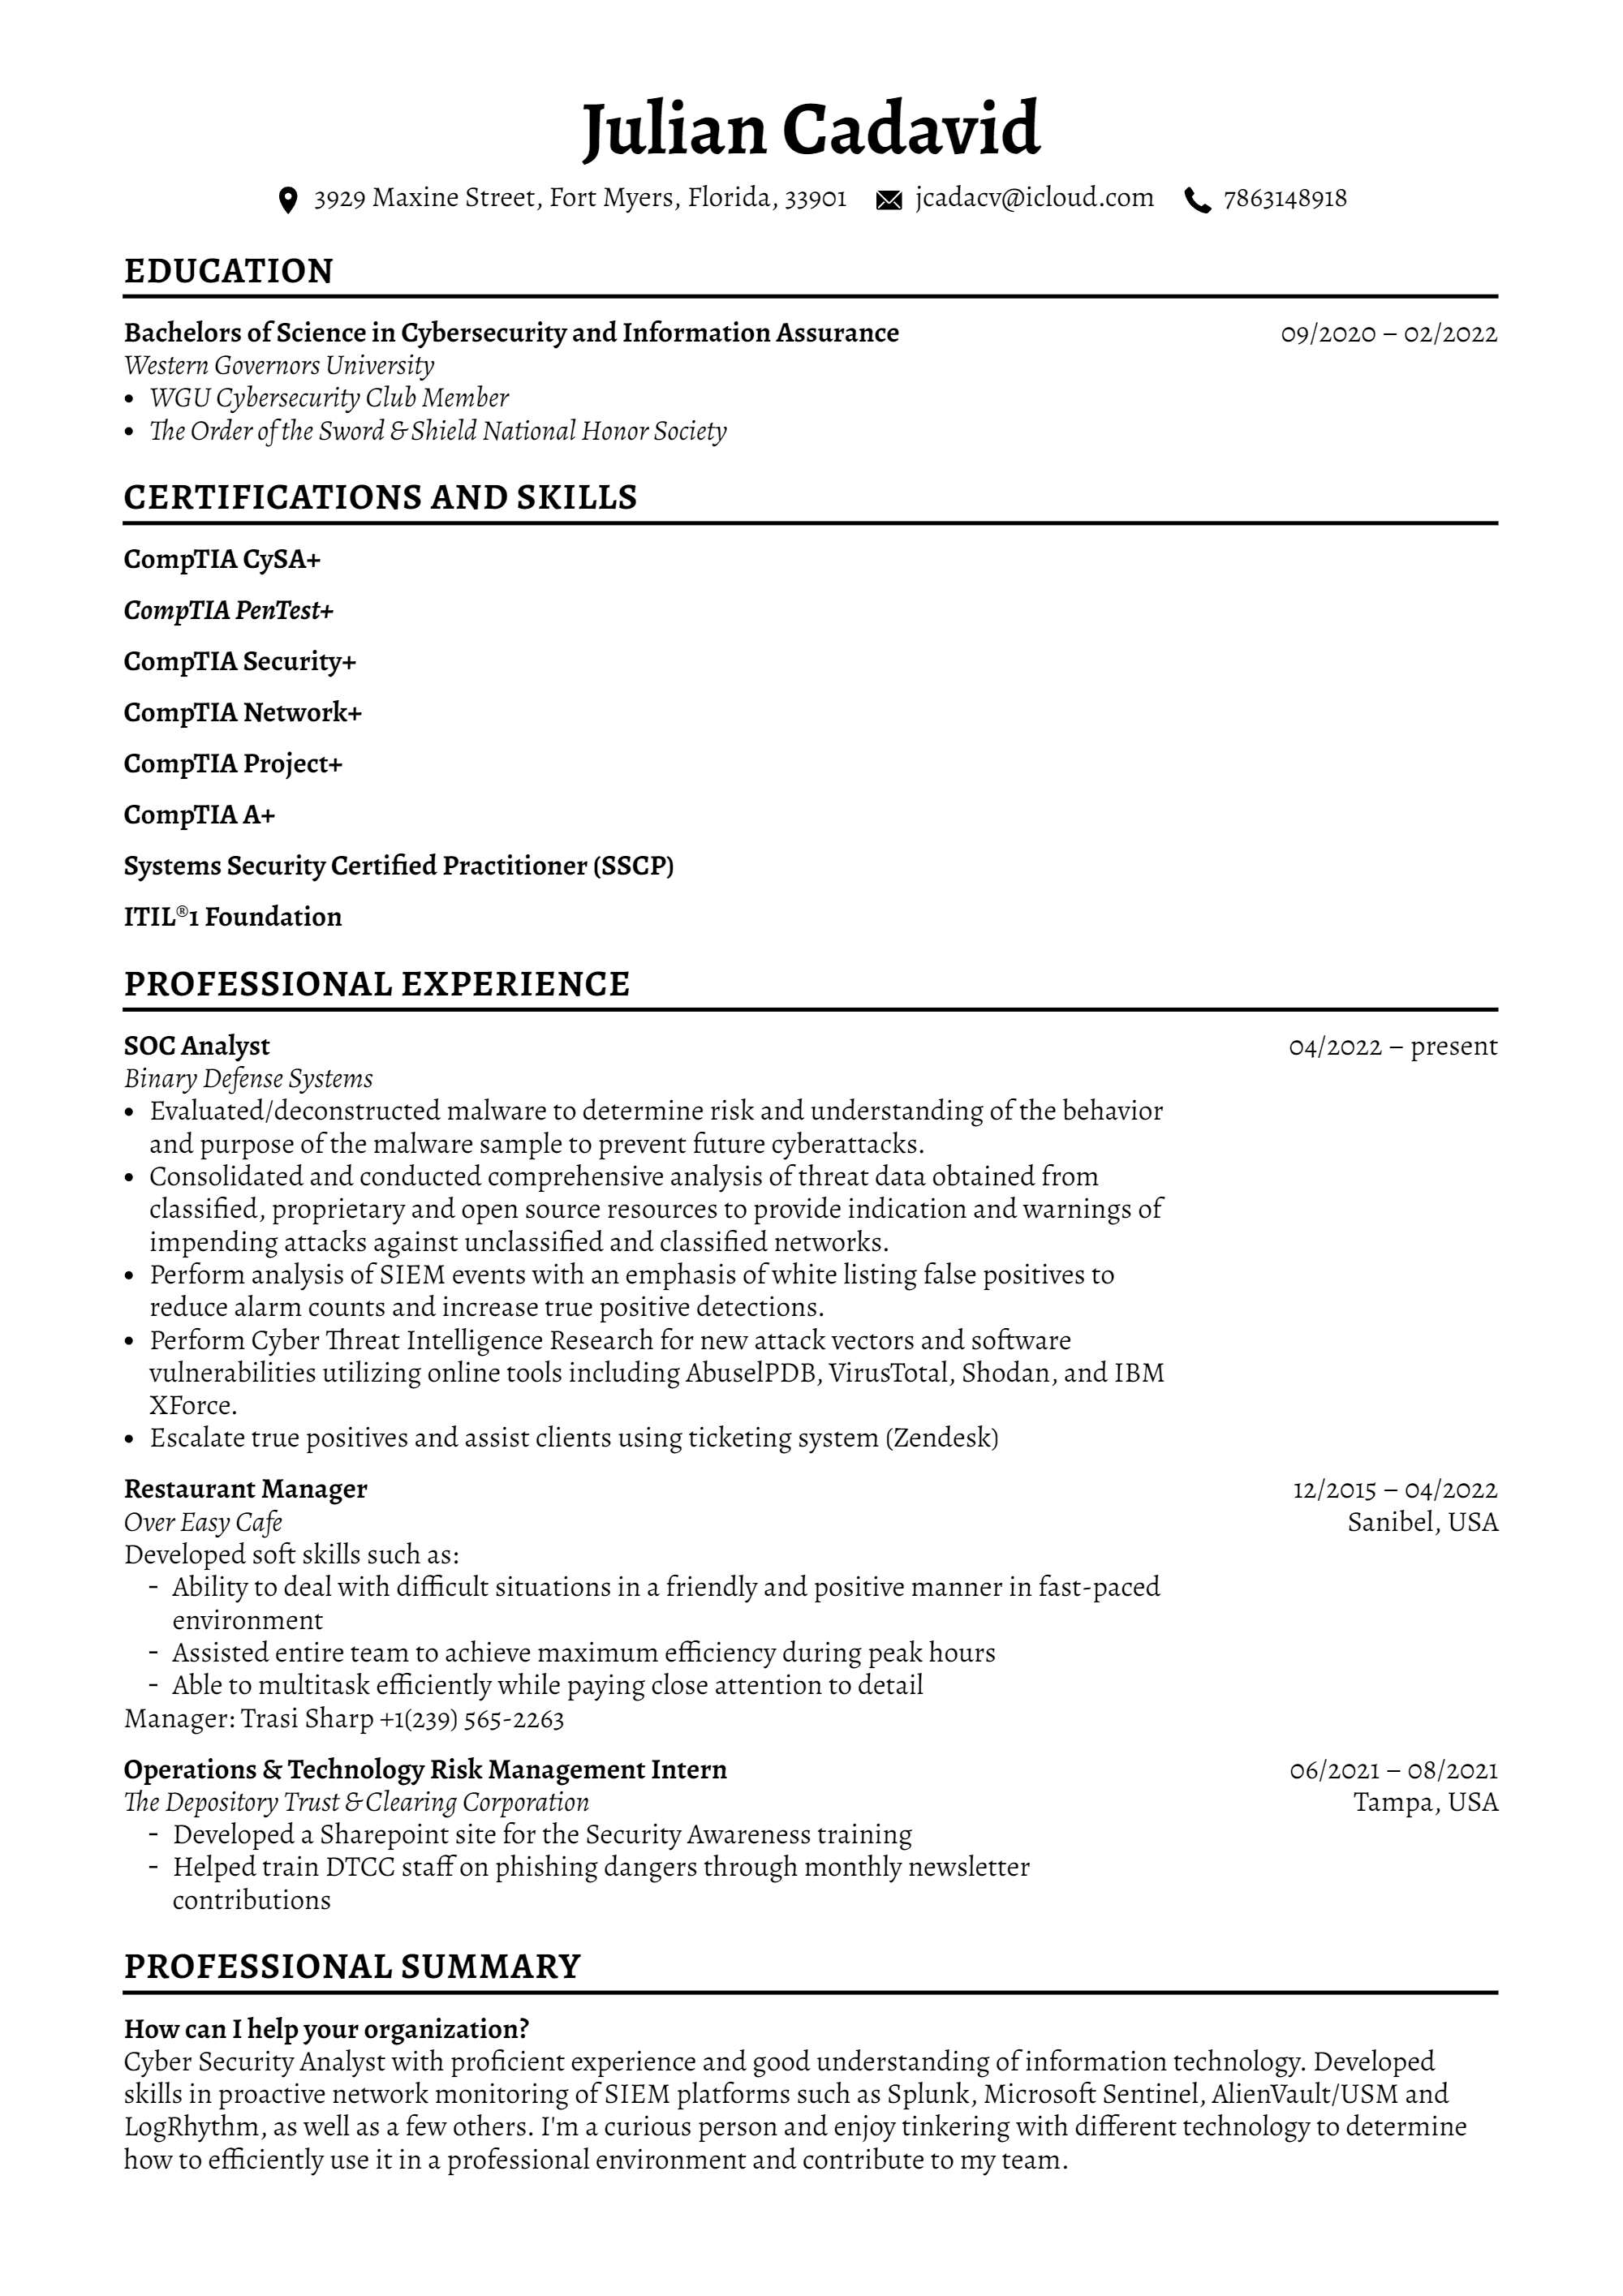 Julian Cadavid
3929 Maxine Street, Fort Myers, Florida, 33901 jcadacv@icloud.com 7863148918
EDUCATION
Bachelors of Science in Cybersecurity and Information Assurance 09/2020 – 02/2022
Western Governors University
• WGU Cybersecurity Club Member
• The Order of the Sword & Shield National Honor Society
CERTIFICATIONS AND SKILLS
CompTIA CySA+
CompTIA PenTest+
CompTIA Security+
CompTIA Network+
CompTIA Project+
CompTIA A+
Systems Security Certified Practitioner (SSCP)
ITIL®1 Foundation
PROFESSIONAL EXPERIENCE
SOC Analyst 04/2022 – present
Binary Defense Systems
• Evaluated/deconstructed malware to determine risk and understanding of the behavior
and purpose of the malware sample to prevent future cyberattacks.
• Consolidated and conducted comprehensive analysis of threat data obtained from
classified, proprietary and open source resources to provide indication and warnings of
impending attacks against unclassified and classified networks.
• Perform analysis of SIEM events with an emphasis of white listing false positives to
reduce alarm counts and increase true positive detections.
• Perform Cyber Threat Intelligence Research for new attack vectors and software
vulnerabilities utilizing online tools including AbuselPDB, VirusTotal, Shodan, and IBM
XForce.
• Escalate true positives and assist clients using ticketing system (Zendesk)
Restaurant Manager 12/2015 – 04/2022
Over Easy Cafe Sanibel, USA
Developed soft skills such as:
- Ability to deal with difficult situations in a friendly and positive manner in fast-paced
environment
- Assisted entire team to achieve maximum efficiency during peak hours
- Able to multitask efficiently while paying close attention to detail
Manager: Trasi Sharp +1(239) 565-2263
Operations & Technology Risk Management Intern 06/2021 – 08/2021
The Depository Trust & Clearing Corporation Tampa, USA
- Developed a Sharepoint site for the Security Awareness training
- Helped train DTCC staff on phishing dangers through monthly newsletter
contributions
PROFESSIONAL SUMMARY
How can I help your organization?
Cyber Security Analyst with proficient experience and good understanding of information technology. Developed
skills in proactive network monitoring of SIEM platforms such as Splunk, Microsoft Sentinel, AlienVault/USM and
LogRhythm, as well as a few others. I'm a curious person and enjoy tinkering with different technology to determine
how to efficiently use it in a professional environment and contribute to my team.